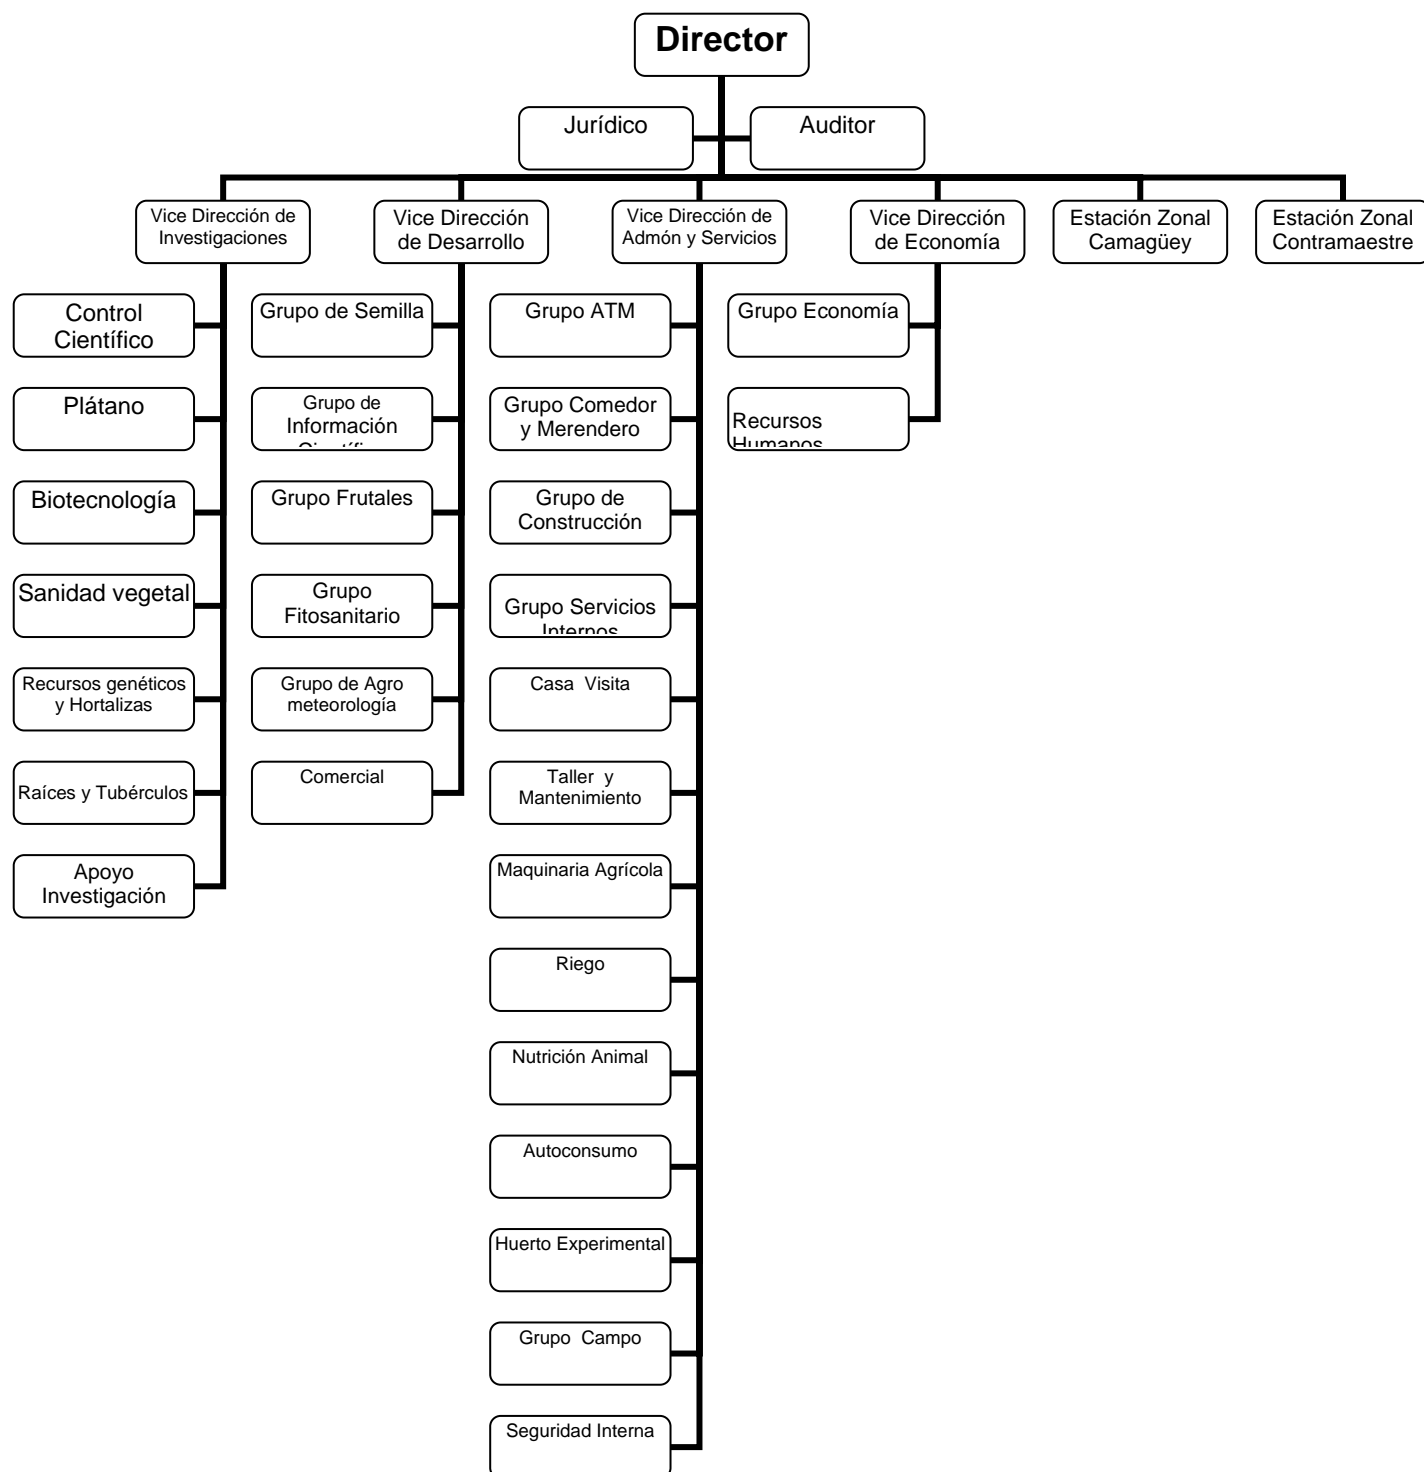 Director
Jurídico
Auditor
Vice Dirección de
Investigaciones
Vice Dirección
de Desarrollo
Vice Dirección de
Admón y Servicios
Vice Dirección
de Economía
Estación Zonal
Camagüey
Estación Zonal
Contramaestre
Control
Científico
Plátano
Biotecnología
Sanidad vegetal
Recursos genéticos
y Hortalizas
Raíces y Tubérculos
Apoyo
Investigación
Grupo de Semilla
Grupo de
Información
Grupo Frutales
Grupo
Fitosanitario
Grupo de Agro
meteorología
Comercial
Grupo ATM
Grupo Comedor
y Merendero
Grupo de
Construcción
Grupo Servicios
Internos
Casa Visita
Taller y
Mantenimiento
Maquinaria Agrícola
Riego
Nutrición Animal
Autoconsumo
Huerto Experimental
Grupo Campo
Seguridad Interna
Grupo Economía
Recursos
Humanos